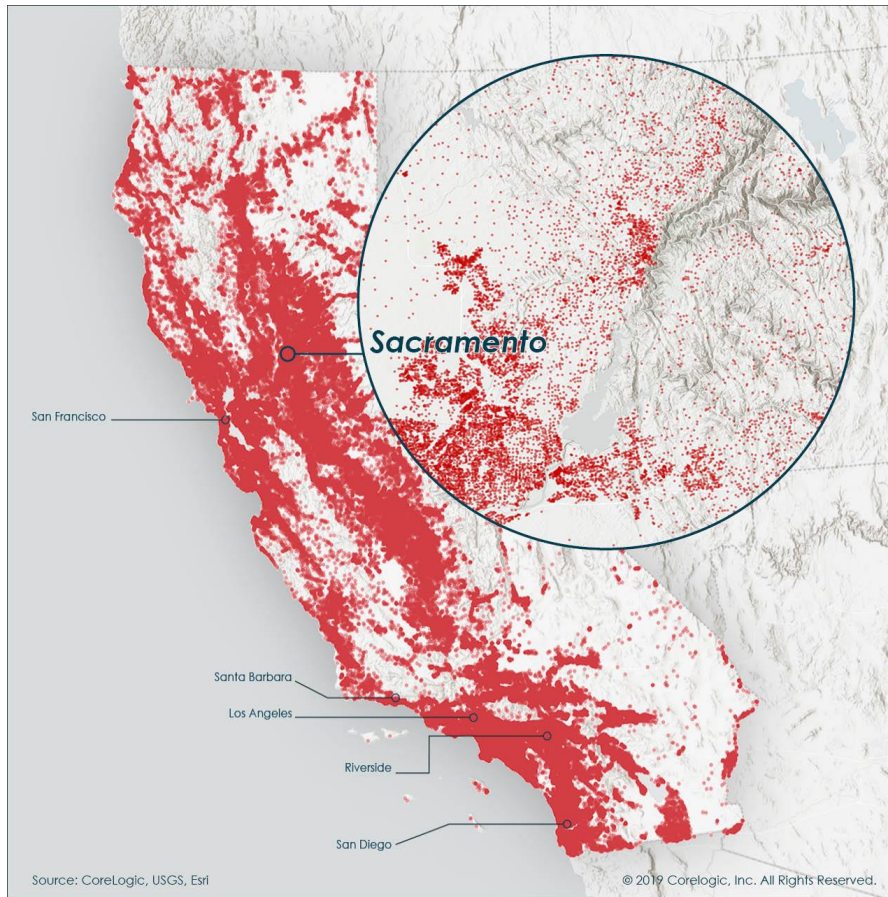 Sacramento
San Francisco
Santa Barbara
Los Angeles
Riverside
San Diego
Source: CoreLogic, USGS, Esri
© 2019 Corelogic, Inc. All Rights Reserved.